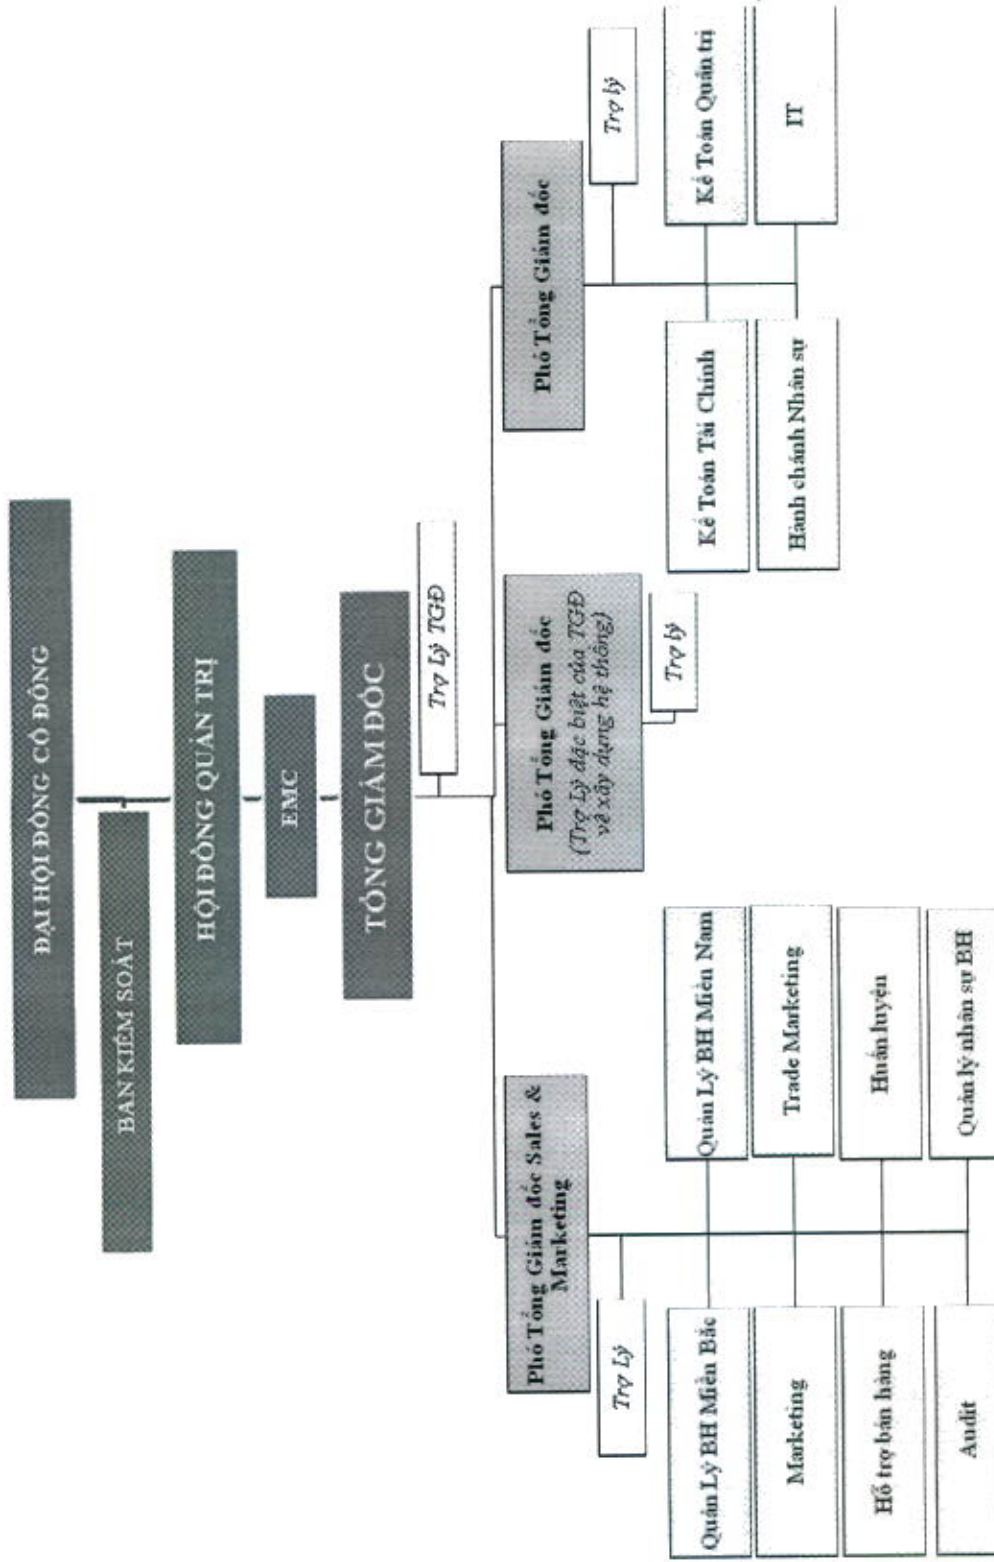 ĐẠI HỘI ĐỒNG CỔ ĐÔNG
BAN KIỂM SOÁT
HỘI ĐỒNG QUẢN TRỊ
EMC
TỔNG GIÁM ĐỐC
Trợ Lý TGĐ
Phó Tổng Giám đốc Sales &
Marketing
Phó Tổng Giám đốc
(Trợ Lý đặc biệt của TGĐ
về xây dựng hệ thống)
Phó Tổng Giám đốc
Trợ Lý
Trợ lý
Trợ lý
Quản Lý BH Miền Bắc
Quản Lý BH Miền Nam
Kế Toán Tài Chính
Kế Toán Quản trị
Marketing
Trade Marketing
Hành chánh Nhân sự
IT
Hỗ trợ bán hàng
Huấn luyện
Audit
Quản lý nhân sự BH